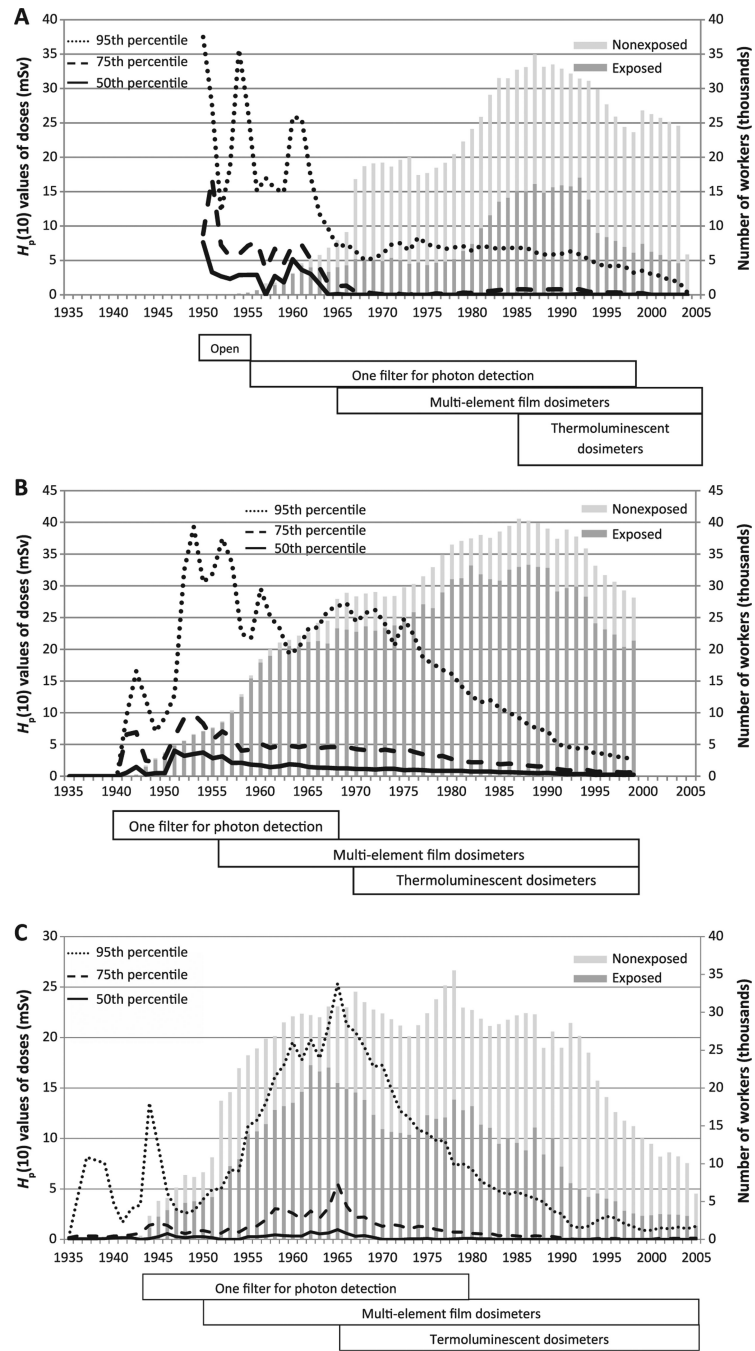 A
Hp(10) values of doses (mSv)
Number of workers (thousands)
40
35
30
25
20
15
10
5
0
40
35
30
25
20
15
10
5
0
95th percentile
75th percentile
50th percentile
Nonexposed
Exposed
1935 1940 1945 1950 1955 1960 1965 1970 1975 1980 1985 1990 1995 2000 2005
Open
One filter for photon detection
Multi-element film dosimeters
Thermoluminescent
dosimeters
B
Hp(10) values of doses (mSv)
Number of workers (thousands)
45
40
35
30
25
20
15
10
5
0
45
40
35
30
25
20
15
10
5
0
95th percentile
75th percentile
50th percentile
Nonexposed
Exposed
1935 1940 1945 1950 1955 1960 1965 1970 1975 1980 1985 1990 1995 2000 2005
One filter for photon detection
Multi-element film dosimeters
Thermoluminescent dosimeters
C
Hp(10) values of doses (mSv)
Number of workers (thousands)
30
25
20
15
10
5
0
40
35
30
25
20
15
10
5
0
95th percentile
75th percentile
50th percentile
Nonexposed
Exposed
1935 1940 1945 1950 1955 1960 1965 1970 1975 1980 1985 1990 1995 2000 2005
One filter for photon detection
Multi-element film dosimeters
Termoluminescent dosimeters